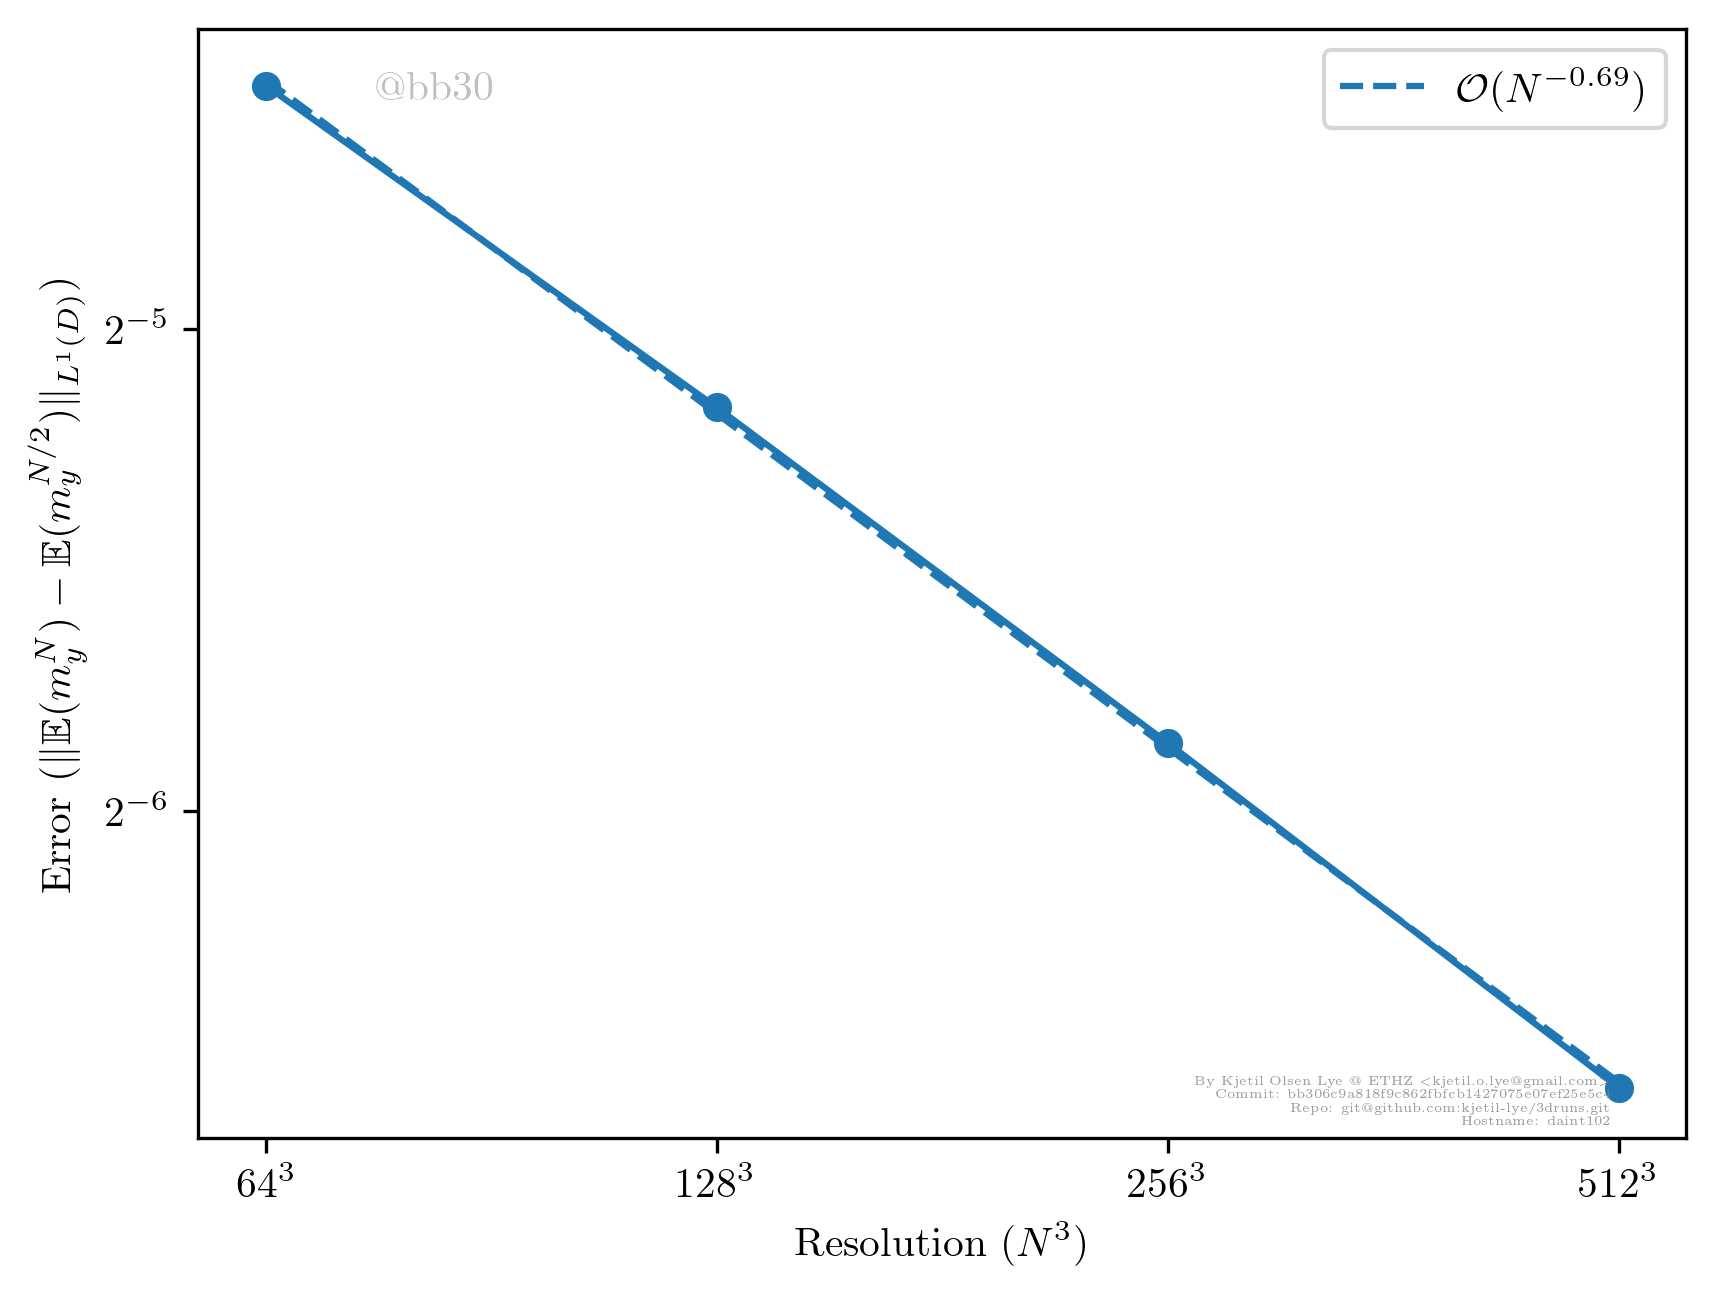 @bb30
𝒪(N^{-0.69})
Error (||𝔼(m_y^N) − 𝔼(m_y^{N/2})||_{L^1(D)})
2^{-5}
2^{-6}
By Kjetil Olsen Lye @ ETHZ <kjetil.o.lye@gmail.com>
Commit: bb306c9a818f9c862fbfcb1427075e07ef25e5c4
Repo: git@github.com:kjetil-lye/3druns.git
Hostname: daint102
64^3 128^3 256^3 512^3
Resolution (N^3)